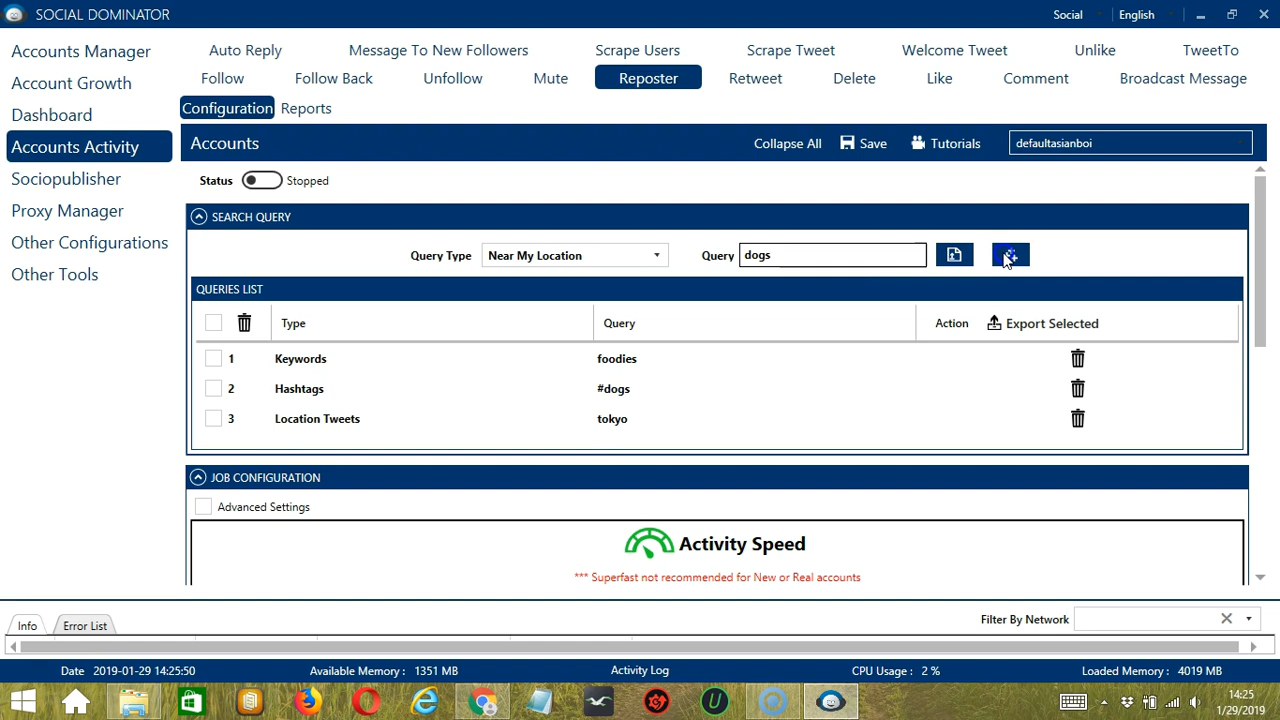 SOCIAL DOMINATOR
Social
English
Accounts Manager
Account Growth
Dashboard
Accounts Activity
Sociopublisher
Proxy Manager
Other Configurations
Other Tools
Auto Reply
Message To New Followers
Scrape Users
Scrape Tweet
Welcome Tweet
Unlike
TweetTo
Follow
Follow Back
Unfollow
Mute
Reposter
Retweet
Delete
Like
Comment
Broadcast Message
Configuration
Reports
Accounts
Collapse All
Save
Tutorials
defaultasianboi
Status
Stopped
SEARCH QUERY
Query Type
Near My Location
Query
dogs
QUERIES LIST
Type
Query
Action
Export Selected
1
Keywords
foodies
2
Hashtags
#dogs
3
Location Tweets
tokyo
JOB CONFIGURATION
Advanced Settings
Activity Speed
*** Superfast not recommended for New or Real accounts
Info
Error List
Filter By Network
Date 2019-01-29 14:25:50
Available Memory : 1351 MB
Activity Log
CPU Usage : 2 %
Loaded Memory : 4019 MB
14:25
1/29/2019